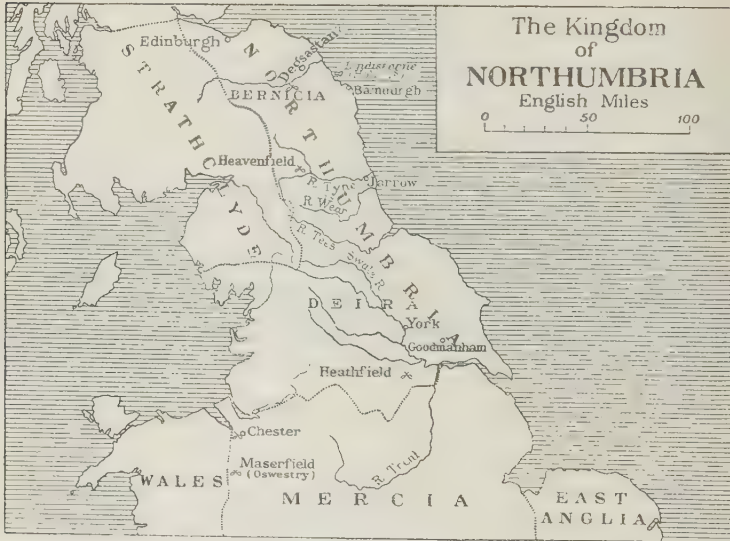 The Kingdom
of
NORTHUMBRIA
English Miles
0 50 100
Edinburgh
STRATHCLYDE
NORTHUMBRIA
Degsastan?
Lindisfarne
BERNICIA
Bamburgh
Heavenfield
R. Tyne
Jarrow
R. Wear
R. Tees
Swale R.
DEIRA
York
Goodmanham
Heathfield
Chester
Maserfield
(Oswestry)
R. Trent
WALES
MERCIA
EAST
ANGLIA